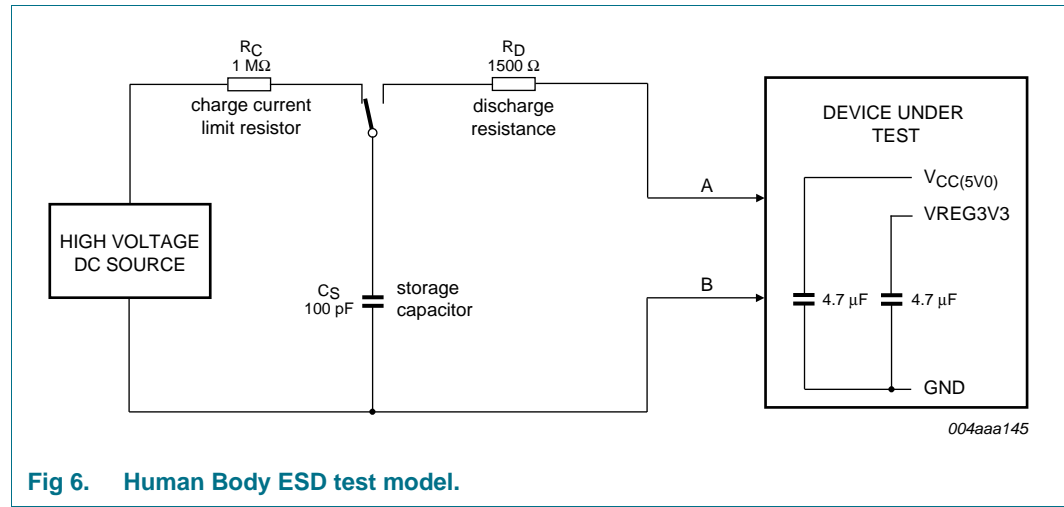 RC
1 MΩ
charge current
limit resistor
RD
1500 Ω
discharge
resistance
DEVICE UNDER
TEST
A
VCC(5V0)
VREG3V3
HIGH VOLTAGE
DC SOURCE
CS
100 pF
storage
capacitor
B
4.7 μF
4.7 μF
GND
004aaa145
Fig 6. Human Body ESD test model.